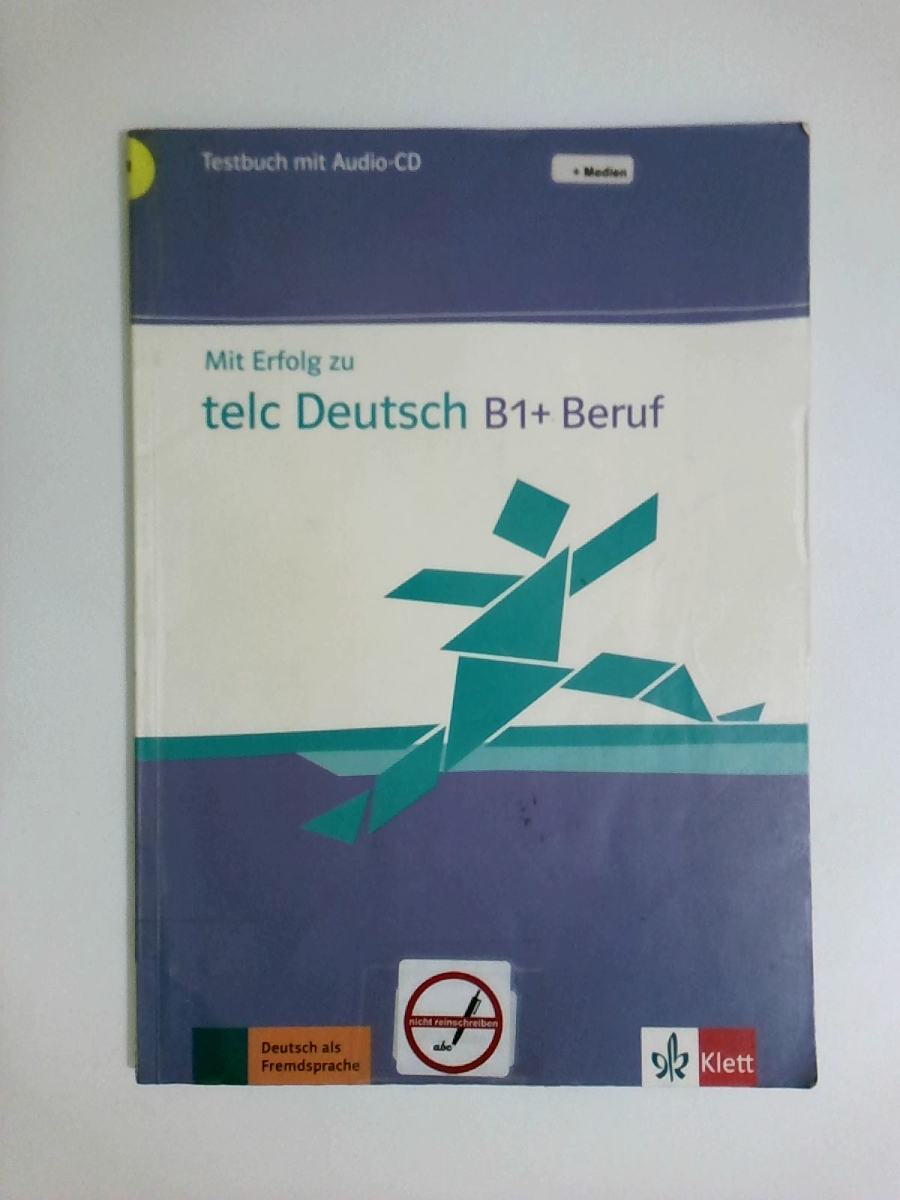 Testbuch mit Audio-CD
+ Medien
Mit Erfolg zu
telc Deutsch B1+ Beruf
nicht reinschreiben
abc
Deutsch als
Fremdsprache
Klett